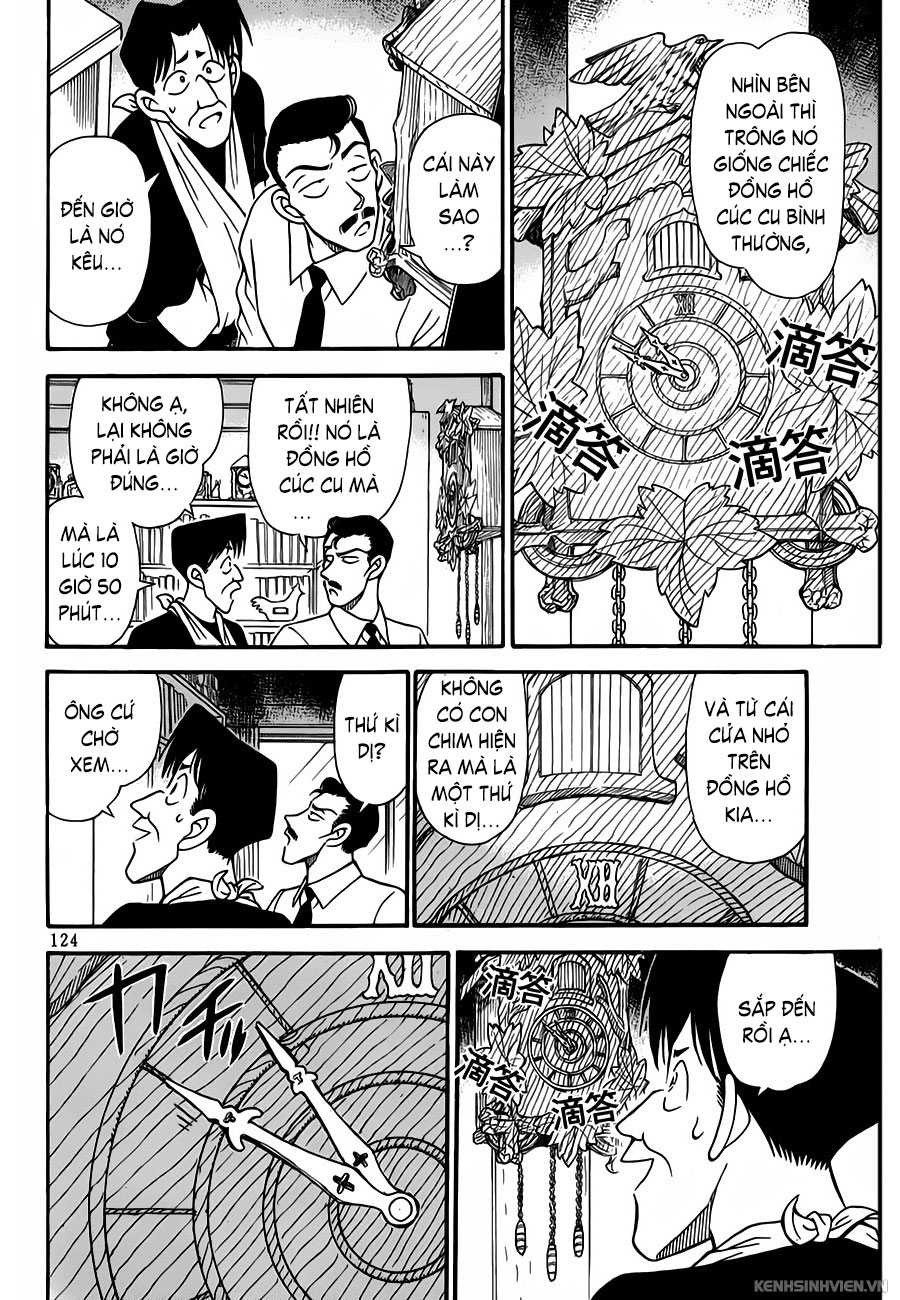 NHÌN BÊN
NGOÀI THÌ
TRÔNG NÓ
GIỐNG CHIẾC
ĐỒNG HỒ
CÚC CU BÌNH
THƯỜNG,
XII
滴答
滴答
滴答
CÁI NÀY
LÀM
SAO
...?
ĐẾN GIỜ
LÀ NÓ
KÊU...
TẤT NHIÊN
RỒI!!! NÓ LÀ
ĐỒNG HỒ
CÚC CU MÀ
...
KHÔNG Ạ,
LẠI KHÔNG
PHẢI LÀ GIỜ
ĐÚNG...
MÀ LÀ
LÚC 10
GIỜ 50
PHÚT...
VÀ TỪ CÁI
CỬA NHỎ
TRÊN
ĐỒNG HỒ
KIA...
KHÔNG
CÓ CON
CHIM HIỆN
RA MÀ LÀ
MỘT THỨ
KÌ DỊ...
XII
THỨ KÌ
DỊ?
ÔNG CỨ
CHỜ
XEM...
124
SẮP ĐẾN
RỒI Ạ...
滴答
滴答
滴答
XII
カチッ
KENHSINHVIEN.VN